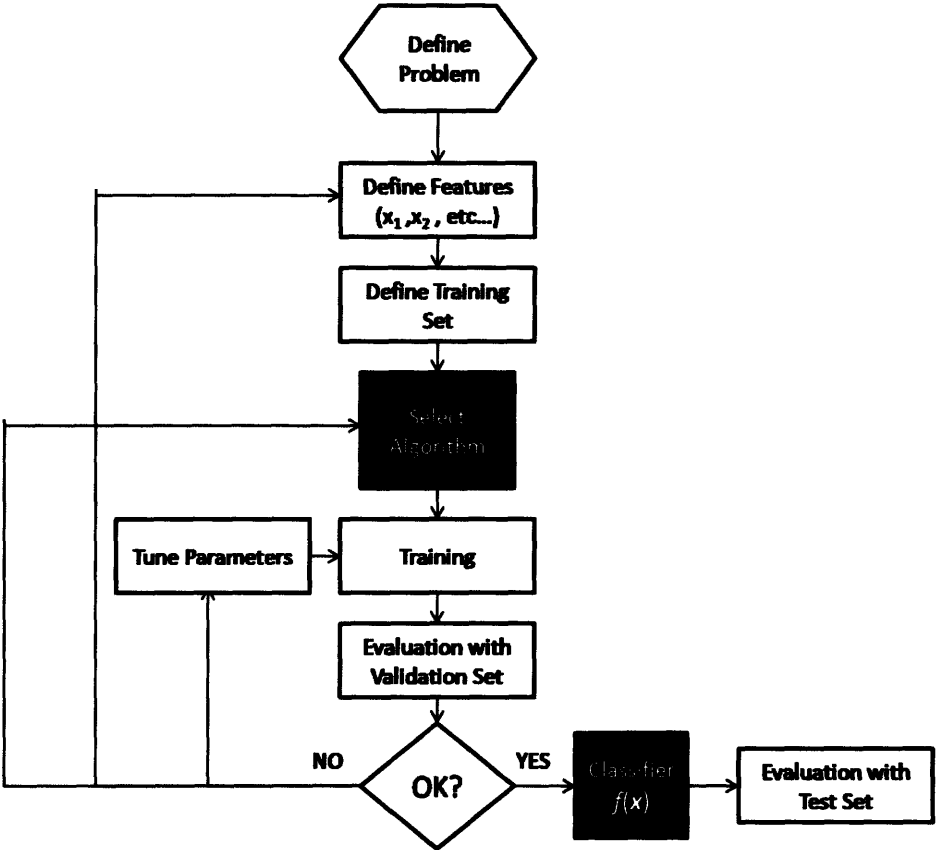 Define
Problem
Define Features
(x₁,x₂, etc...)
Define Training
Set
Select
Algorithm
Tune Parameters
Training
Evaluation with
Validation Set
NO
OK?
YES
Classifier
f(x)
Evaluation with
Test Set